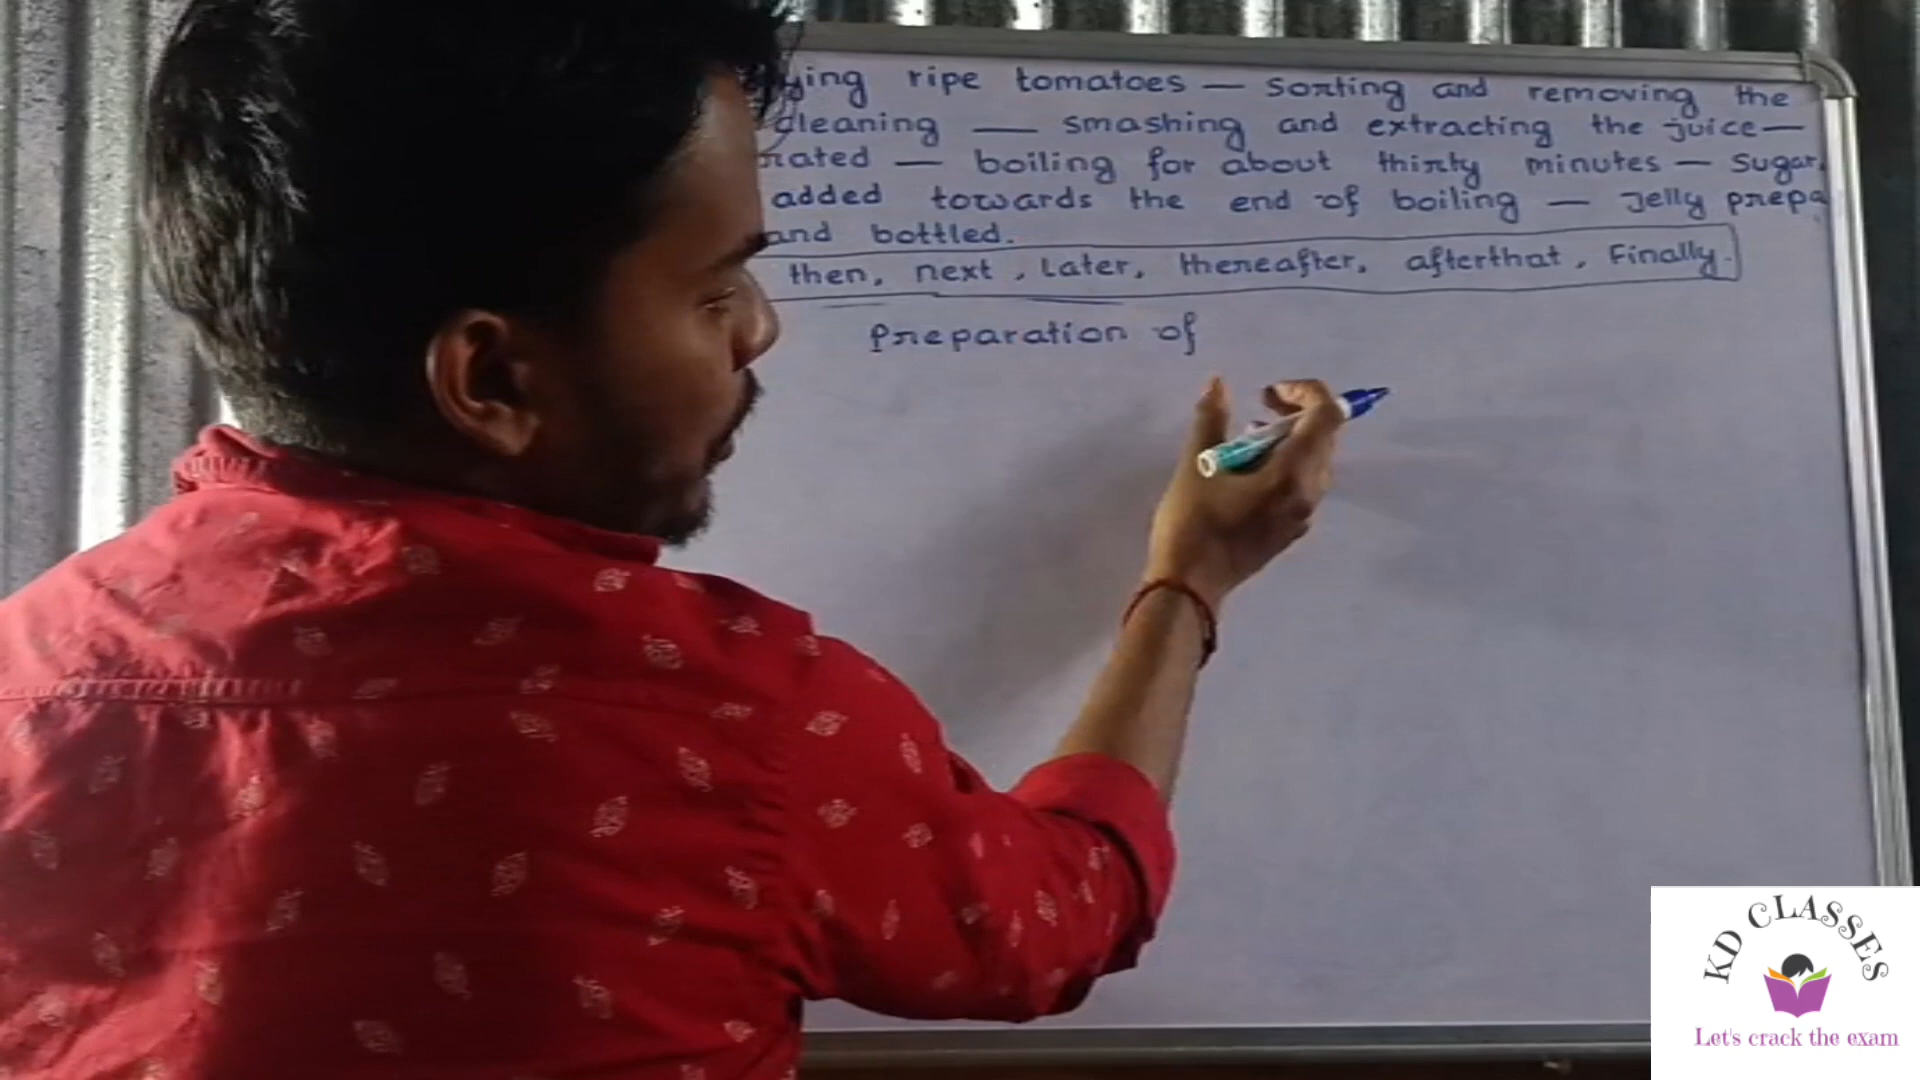 ying ripe tomatoes — Sorting and removing the
cleaning — smashing and extracting the juice —
rated — boiling for about thirty minutes — Sugar,
added towards the end of boiling — Jelly prepa
and bottled.
then, next, Later, thereafter, afterthat, Finally.
Preparation of
KD CLASSES
Let's crack the exam